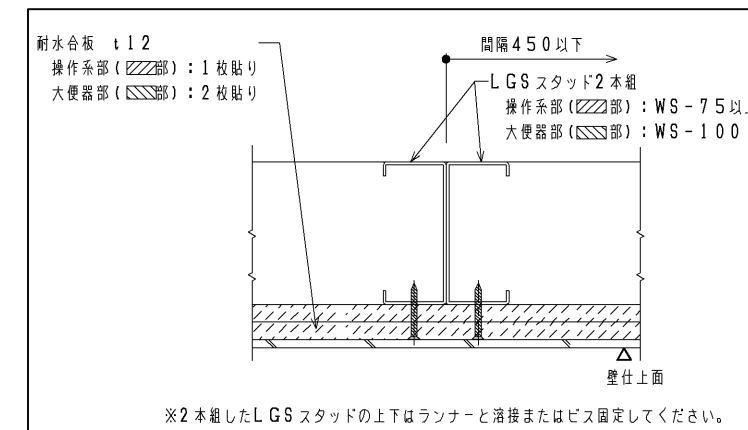 耐水合板 t12
操作系部(部):1枚貼り
大便器部(部):2枚貼り
間隔450以下
LGSスタッド2本組
操作系部(部):WS-75以
大便器部(部):WS-100
壁仕上面
※2本組したLGSスタッドの上下はランナーと溶接またはビス固定してください。